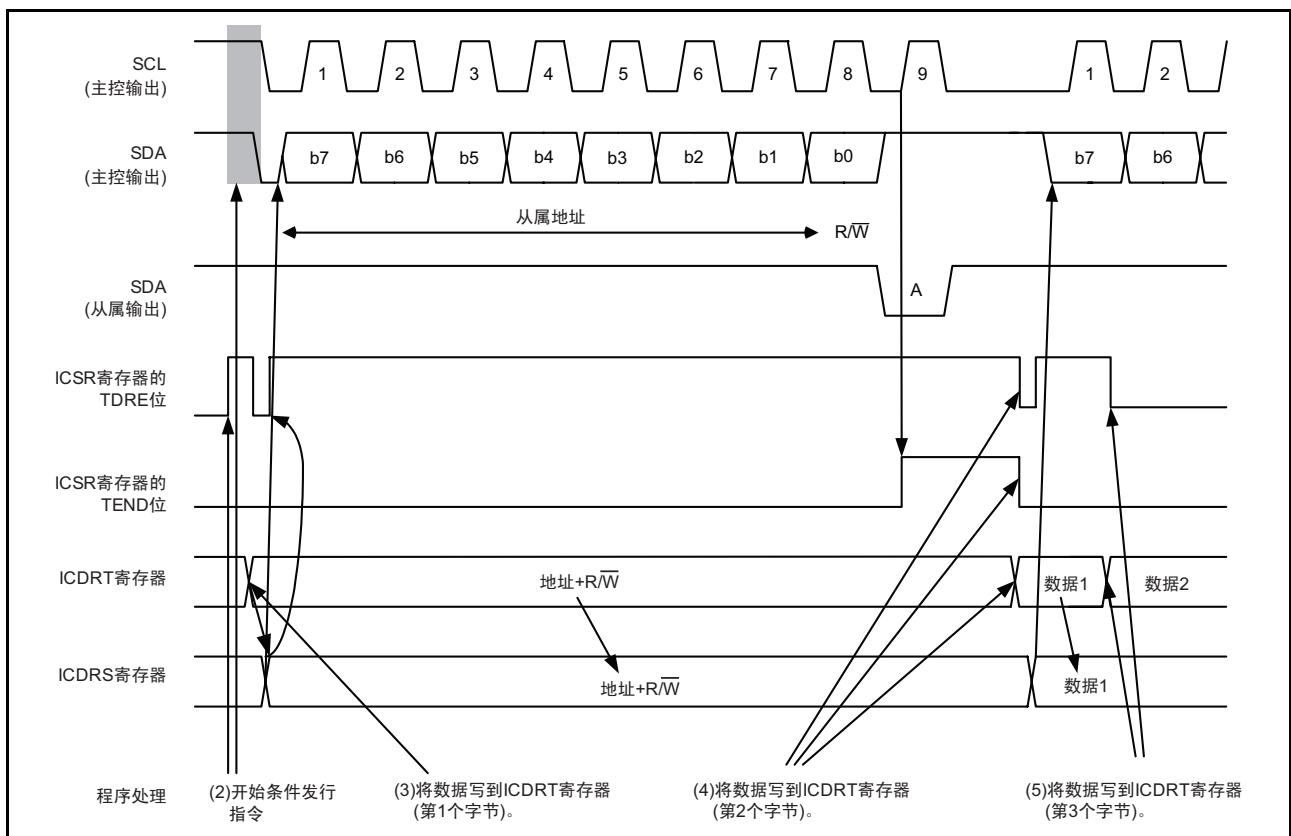 SCL
(主控输出)
1 2 3 4 5 6 7 8 9 1 2
SDA
(主控输出)
b7 b6 b5 b4 b3 b2 b1 b0 b7 b6
从属地址 R/W̅
SDA
(从属输出)
A
ICSR寄存器的
TDRE位
ICSR寄存器的
TEND位
ICDRT寄存器
地址+R/W̅ 数据1 数据2
ICDRS寄存器
地址+R/W̅ 数据1
程序处理
(2)开始条件发行
指令
(3)将数据写到ICDRT寄存器
(第1个字节)。
(4)将数据写到ICDRT寄存器
(第2个字节)。
(5)将数据写到ICDRT寄存器
(第3个字节)。